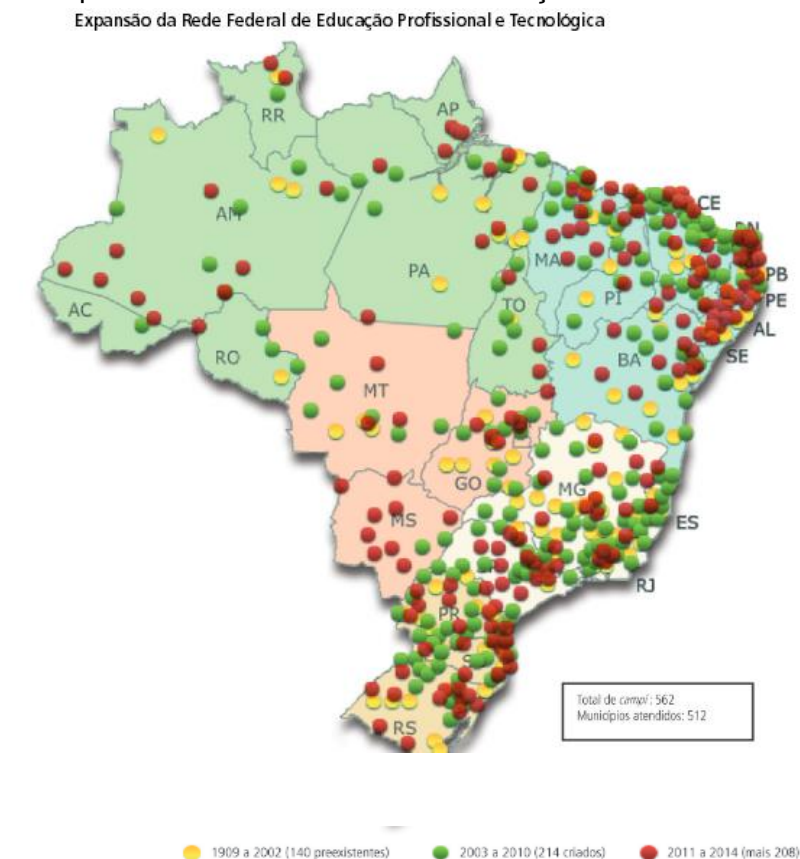 Expansão da Rede Federal de Educação Profissional e Tecnológica
RR
AP
AM
CE
RN
MA
PB
PA
PI
PE
TO
AC
AL
RO
BA
SE
MT
GO
MG
MS
ES
RJ
PR
RS
Total de campi: 562
Municípios atendidos: 512
1909 a 2002 (140 preexistentes)
2003 a 2010 (214 criados)
2011 a 2014 (mais 208)